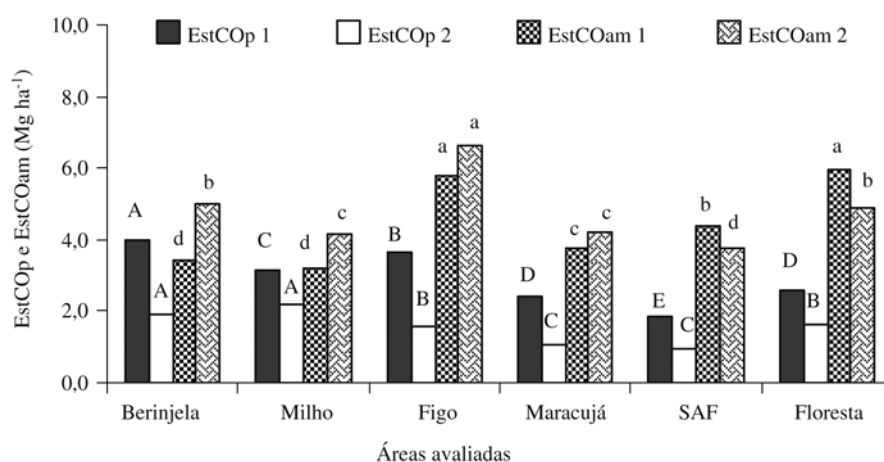 10,0
EstCOp 1
EstCOp 2
EstCOam 1
EstCOam 2
8,0
6,0
4,0
2,0
0,0
EstCOp e EstCOam (Mg ha⁻¹)
A A d b
C A d c
B B a a
D C c c
E C b d
D B a b
Berinjela Milho Figo Maracujá SAF Floresta
Áreas avaliadas